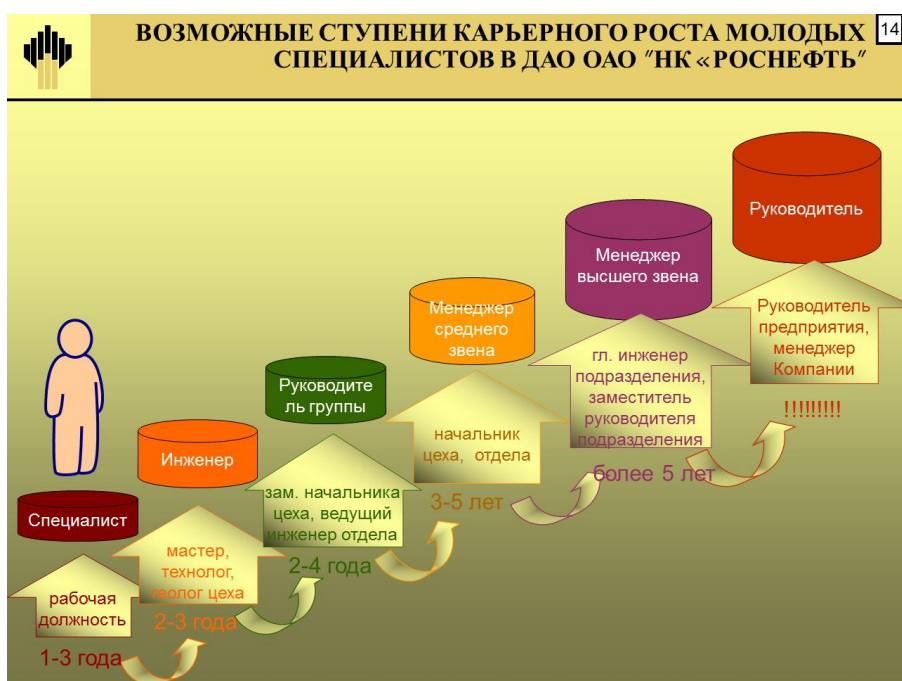 ВОЗМОЖНЫЕ СТУПЕНИ КАРЬЕРНОГО РОСТА МОЛОДЫХ
СПЕЦИАЛИСТОВ В ДАО ОАО "НК «РОСНЕФТЬ"
14
Специалист
рабочая
должность
1-3 года
Инженер
мастер,
технолог,
геолог цеха
2-3 года
Руководите
ль группы
зам. начальника
цеха, ведущий
инженер отдела
2-4 года
Менеджер
среднего
звена
начальник
цеха, отдела
3-5 лет
Менеджер
высшего звена
гл. инженер
подразделения,
заместитель
руководителя
подразделения
более 5 лет
Руководитель
Руководитель
предприятия,
менеджер
Компании
!!!!!!!!!